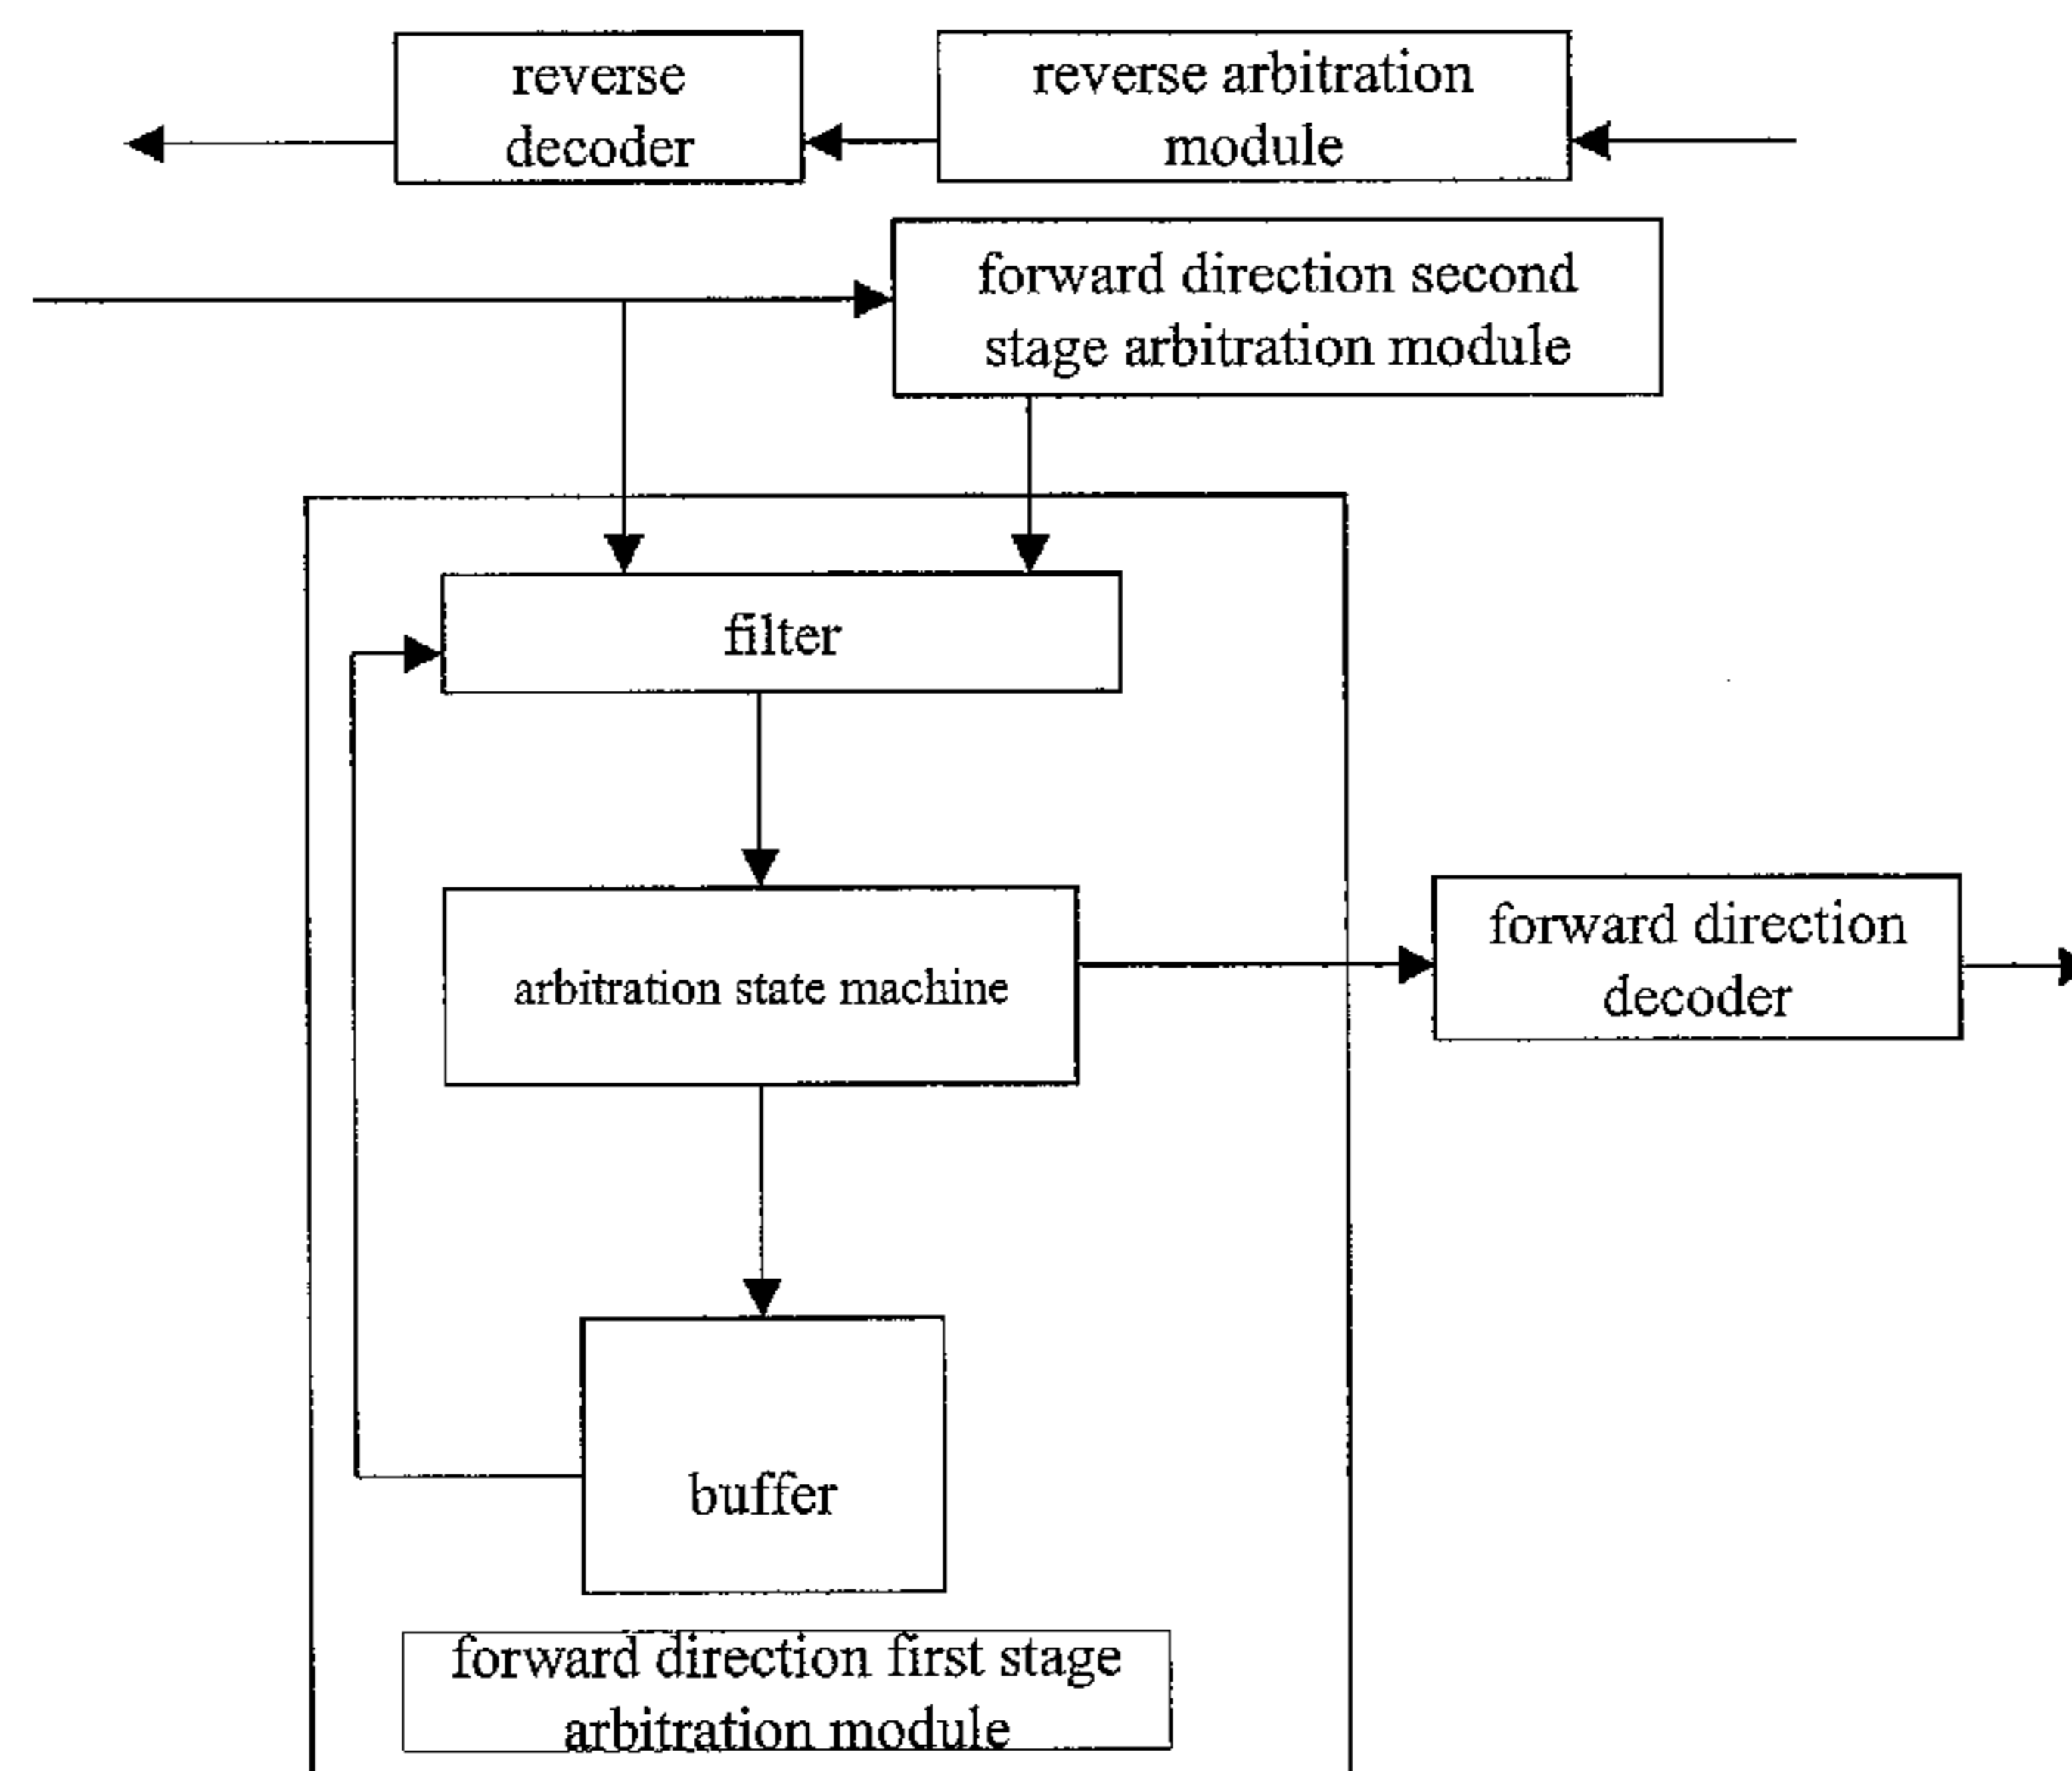 reverse
decoder
reverse arbitration
module
forward direction second
stage arbitration module
filter
arbitration state machine
forward direction
decoder
buffer
forward direction first stage
arbitration module